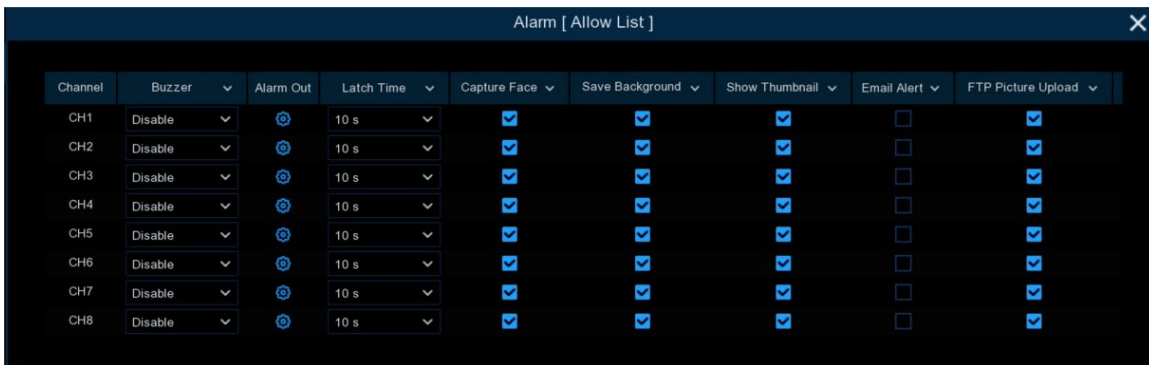 Alarm [ Allow List ]
Channel Buzzer Alarm Out Latch Time Capture Face Save Background Show Thumbnail Email Alert FTP Picture Upload
CH1 Disable 10 s
CH2 Disable 10 s
CH3 Disable 10 s
CH4 Disable 10 s
CH5 Disable 10 s
CH6 Disable 10 s
CH7 Disable 10 s
CH8 Disable 10 s